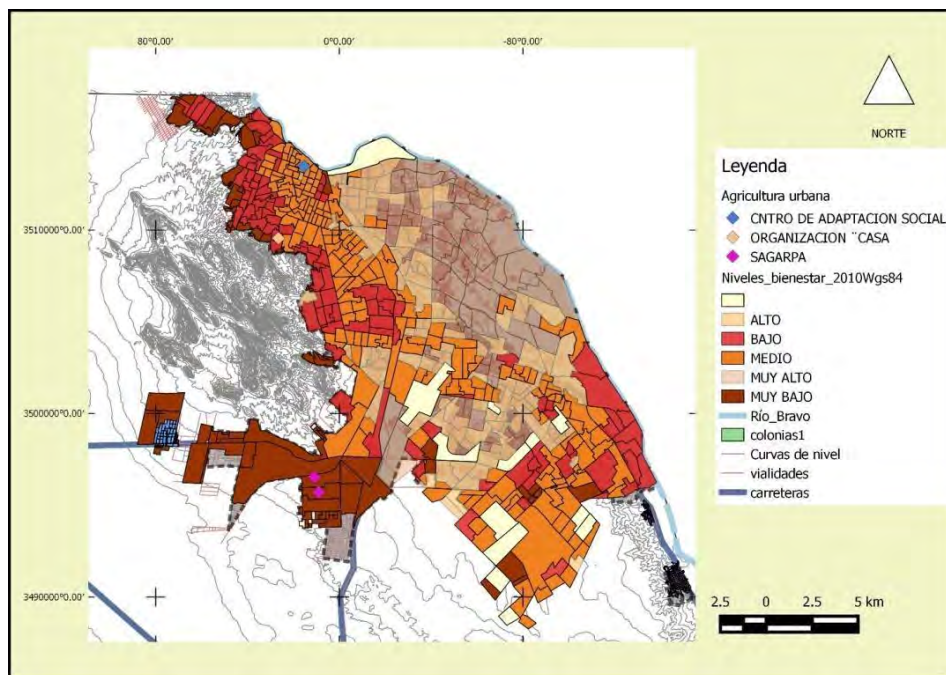 80°0.00' 0°0.00' -80°0.00'
NORTE
Leyenda
Agricultura urbana
CNTRO DE ADAPTACION SOCIAL
ORGANIZACION ¨CASA
SAGARPA
Niveles_bienestar_2010Wgs84
ALTO
BAJO
MEDIO
MUY ALTO
MUY BAJO
Río_Bravo
colonias1
Curvas de nivel
vialidades
carreteras
3510000°0.00'
3500000°0.00'
3490000°0.00'
2.5 0 2.5 5 km